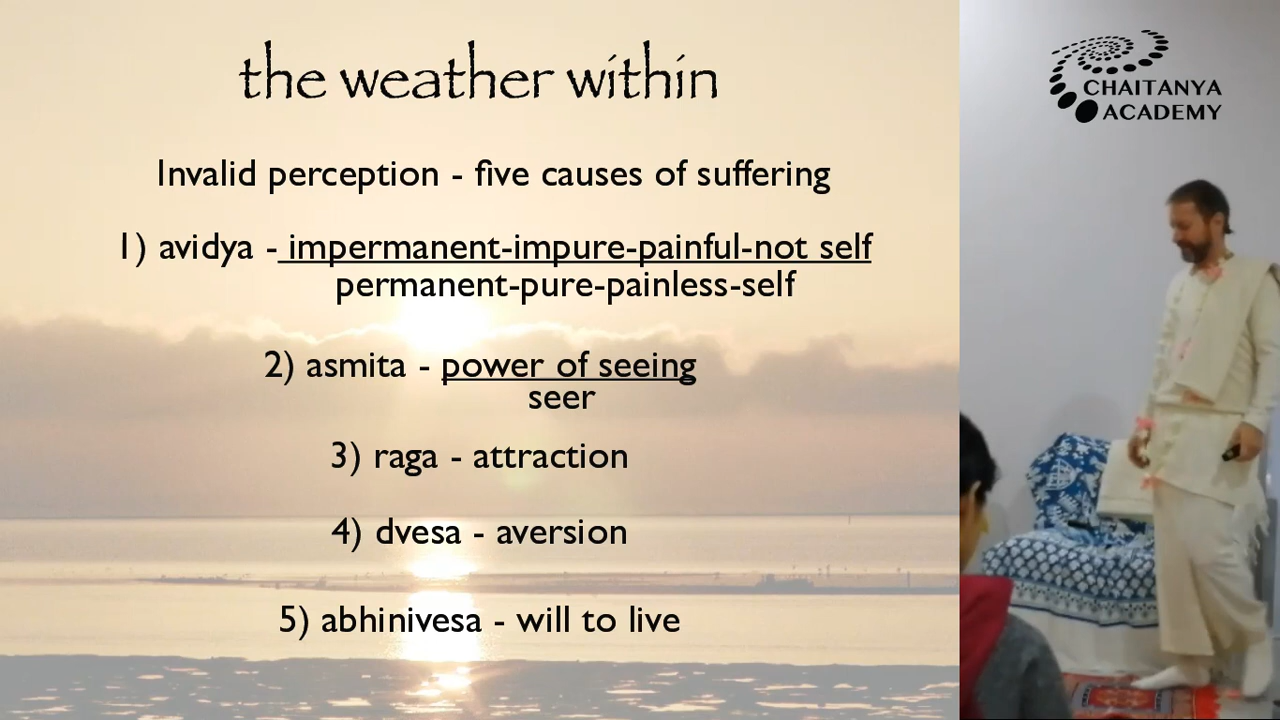 the weather within
Invalid perception - five causes of suffering
1) avidya - impermanent-impure-painful-not self
permanent-pure-painless-self
2) asmita - power of seeing
seer
3) raga - attraction
4) dvesa - aversion
5) abhinivesa - will to live
CHAITANYA
ACADEMY